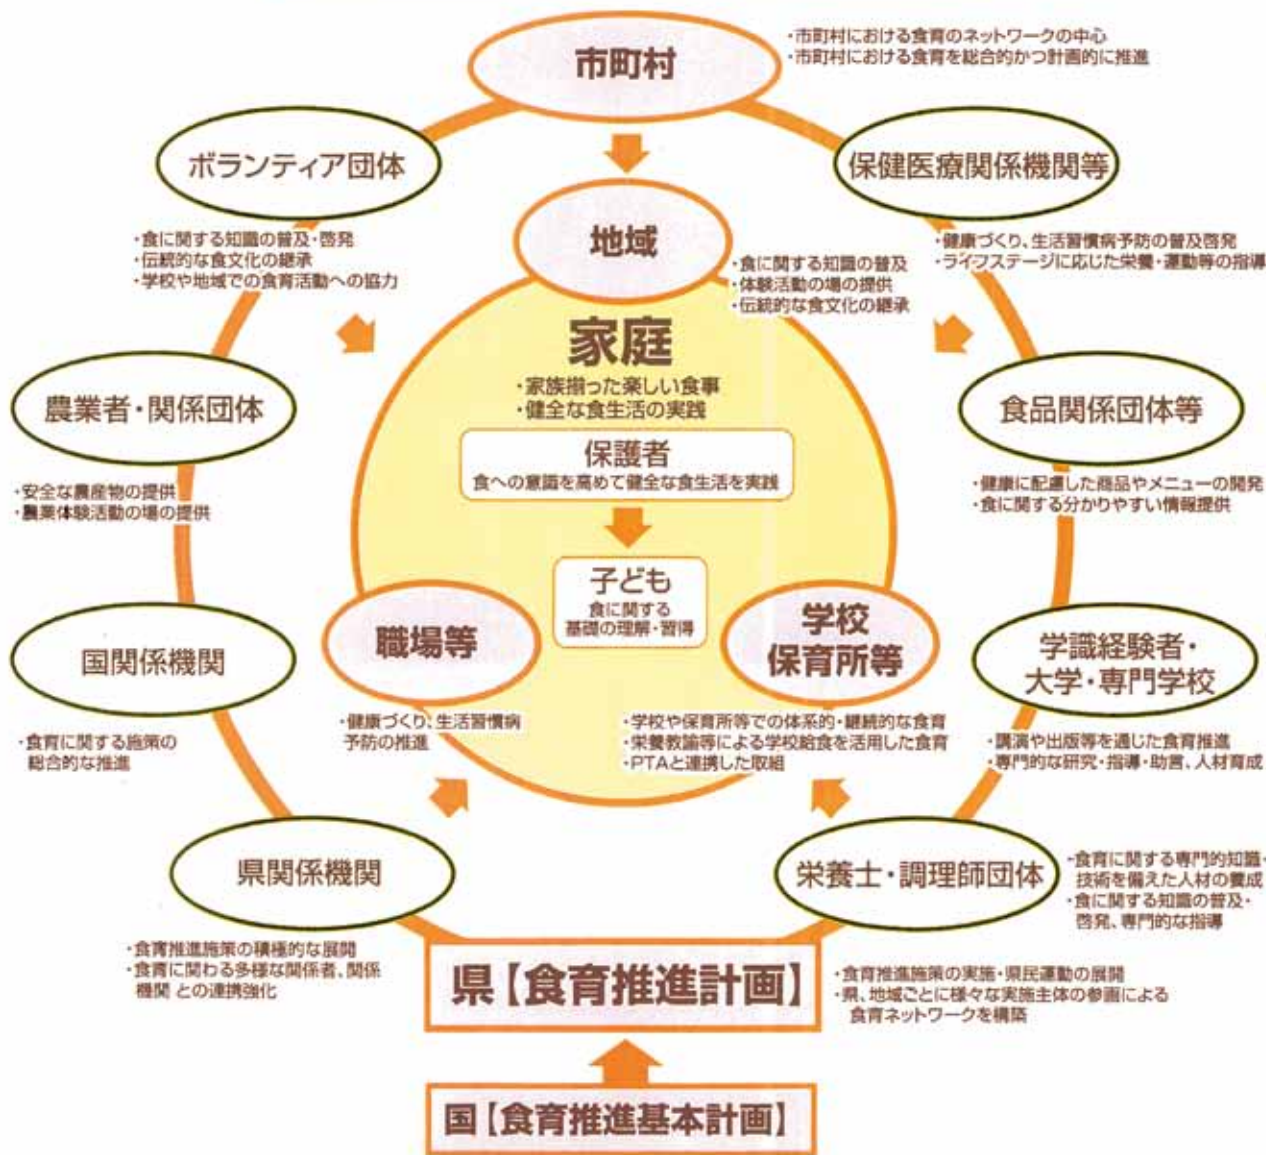 市町村
・市町村における食育のネットワークの中心
・市町村における食育を総合的かつ計画的に推進
ボランティア団体
・食に関する知識の普及・啓発
・伝統的な食文化の継承
・学校や地域での食育活動への協力
保健医療関係機関等
・健康づくり、生活習慣病予防の普及啓発
・ライフステージに応じた栄養・運動等の指導
地域
・食に関する知識の普及
・体験活動の場の提供
・伝統的な食文化の継承
家庭
・家族揃った楽しい食事
・健全な食生活の実践
保護者
食への意識を高めて健全な食生活を実践
子ども
食に関する
基礎の理解・習得
農業者・関係団体
・安全な農産物の提供
・農業体験活動の場の提供
食品関係団体等
・健康に配慮した商品やメニューの開発
・食に関する分かりやすい情報提供
職場等
・健康づくり、生活習慣病
予防の推進
学校
保育所等
・学校や保育所等での体系的・継続的な食育
・栄養教諭等による学校給食を活用した食育
・PTAと連携した取組
国関係機関
・食育に関する施策の
総合的な推進
学識経験者・
大学・専門学校
・講演や出版等を通じた食育推進
・専門的な研究・指導・助言、人材育成
県関係機関
・食育推進施策の積極的な展開
・食育に関わる多様な関係者、関係
機関 との連携強化
栄養士・調理師団体
・食育に関する専門的知識・
技術を備えた人材の養成
・食に関する知識の普及・
啓発、専門的な指導
県【食育推進計画】
・食育推進施策の実施・県民運動の展開
・県、地域ごとに様々な実施主体の参画による
食育ネットワークを構築
国【食育推進基本計画】